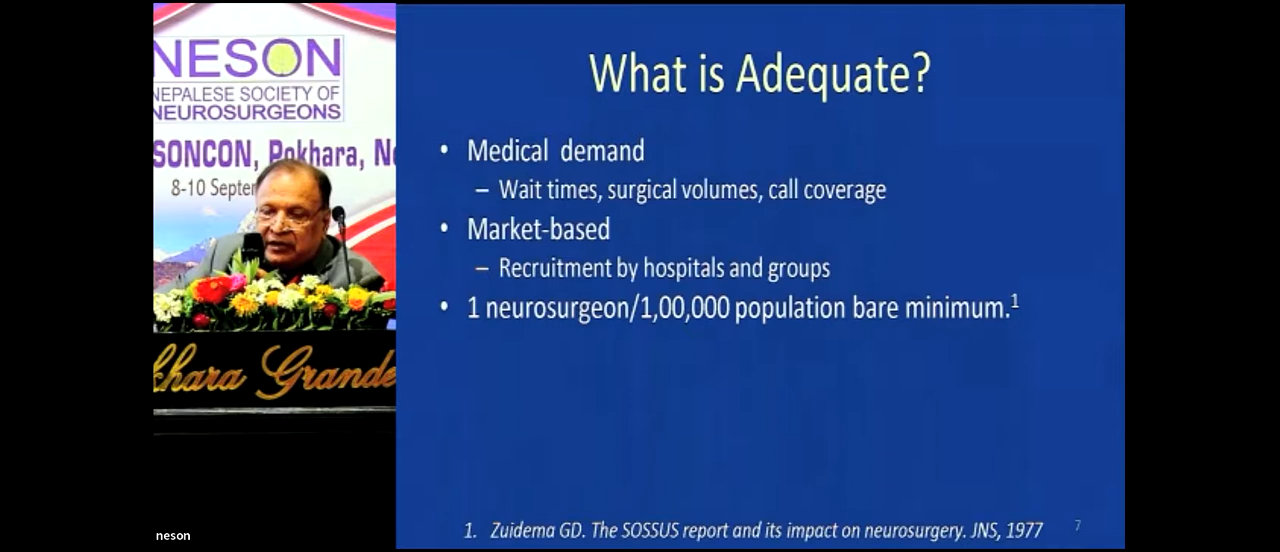 NESON
NEPALESE SOCIETY OF
NEUROSURGEONS
SONCON, Pokhara, Ne
8-10 Septem
khara Grande
What is Adequate?
• Medical demand
– Wait times, surgical volumes, call coverage
• Market-based
– Recruitment by hospitals and groups
• 1 neurosurgeon/1,00,000 population bare minimum.1
1. Zuidema GD. The SOSSUS report and its impact on neurosurgery. JNS, 1977
7
neson